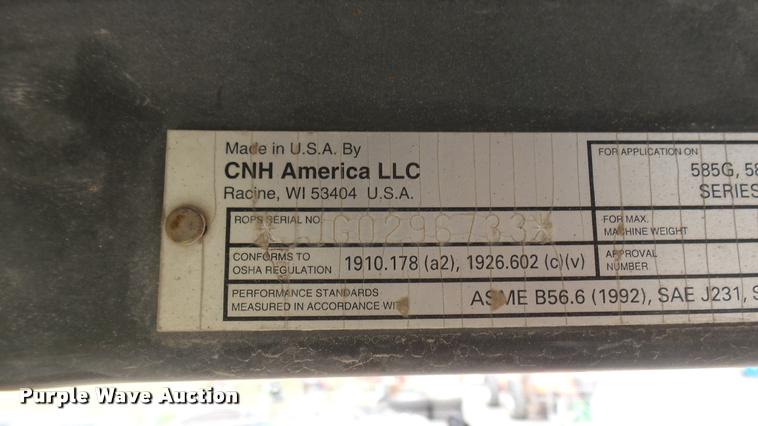 Made in U.S.A. By
CNH America LLC
Racine, WI 53404 U.S.A.
ROPS SERIAL NO.
CONFORMS TO
OSHA REGULATION
1910.178 (a2), 1926.602 (c)(v)
PERFORMANCE STANDARDS
MEASURED IN ACCORDANCE WITH
ASME B56.6 (1992), SAE J231, S
FOR APPLICATION ON
585G, 58
SERIES
FOR MAX.
MACHINE WEIGHT
APPROVAL
NUMBER
Purple Wave Auction